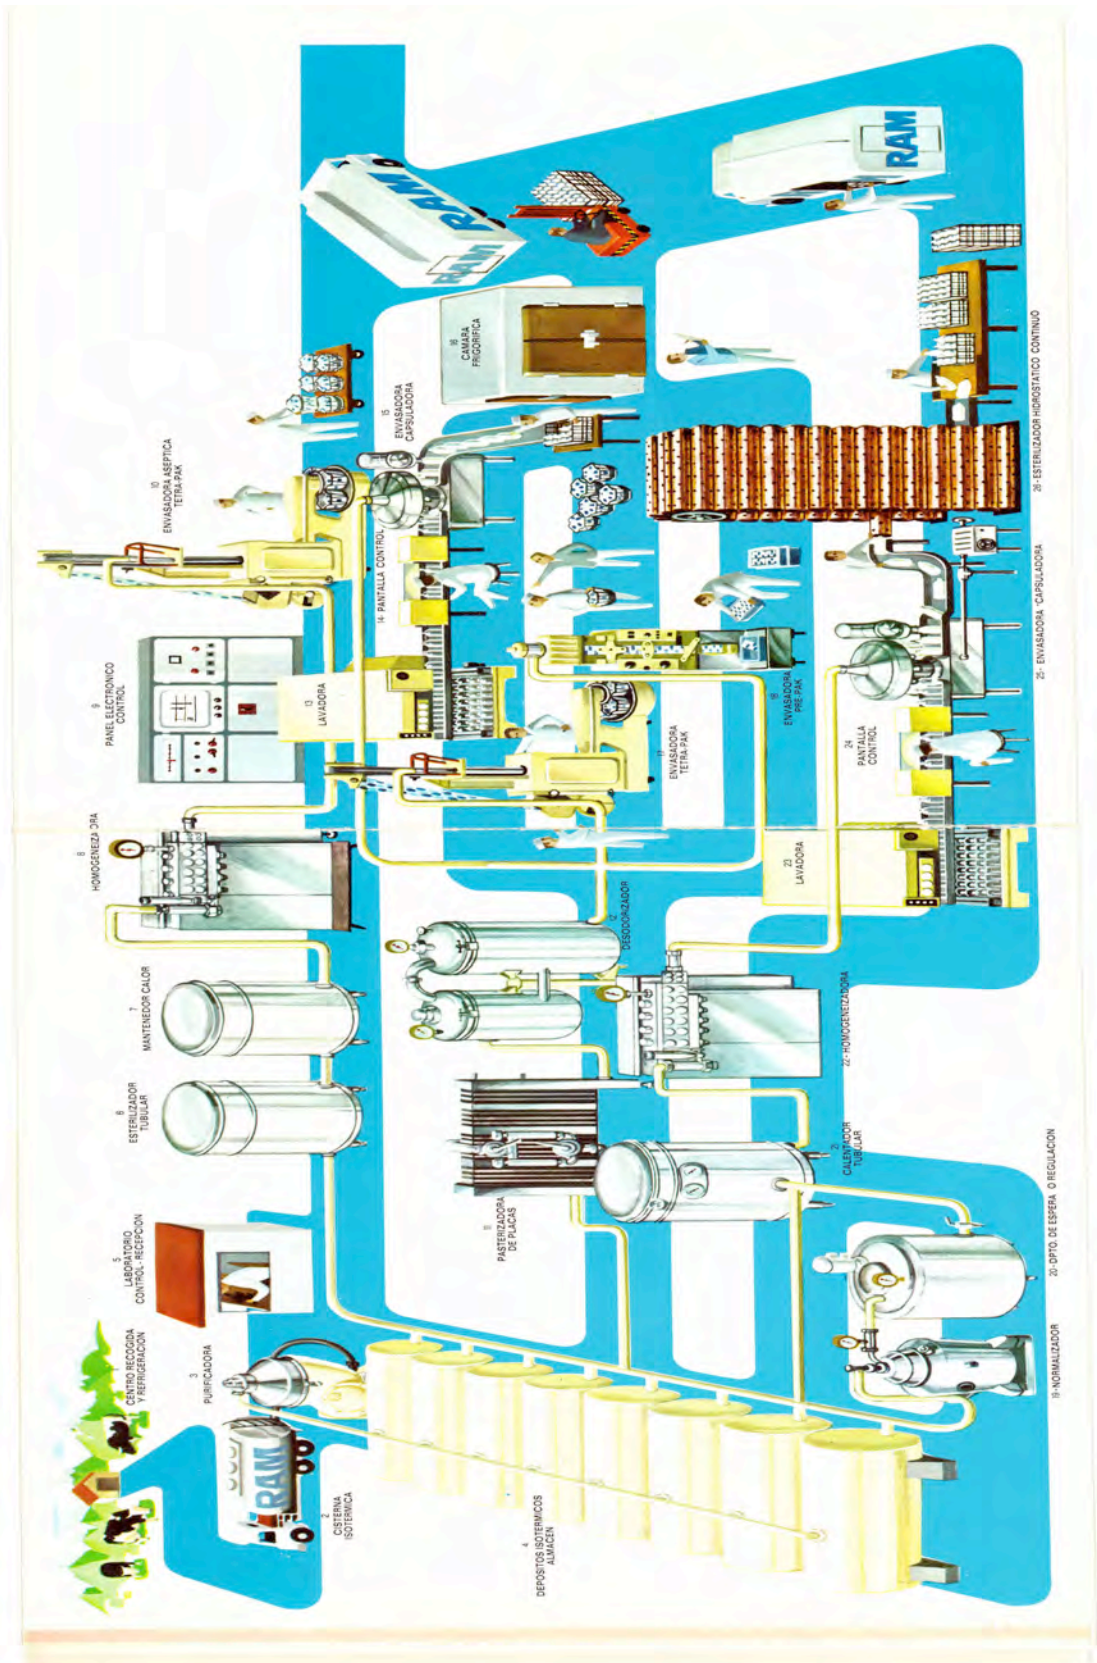 1
CENTRO RECOGIDA
Y REFRIGERACION
2
CISTERNA
ISOTERMICA
RAM
3
PURIFICADORA
4
DEPOSITOS ISOTERMICOS
ALMACEN
5
LABORATORIO
CONTROL-RECEPCION
6
ESTERILIZADOR
TUBULAR
7
MANTENEDOR CALOR
8
HOMOGENEIZADORA
9
PANEL ELECTRONICO
CONTROL
10
ENVASADORA ASEPTICA
TETRA-PAK
11
PASTERIZADORA
DE PLACAS
12
DESODORIZADOR
13
LAVADORA
14-PANTALLA CONTROL
15
ENVASADORA
CAPSULADORA
16
CAMARA
FRIGORIFICA
17
ENVASADORA
TETRA-PAK
18
ENVASADORA
PRE-PAK
RAM
RAM
19-NORMALIZADOR
20-DPTO. DE ESPERA O REGULACION
21
CALENTADOR
TUBULAR
22-HOMOGENEIZADORA
23
LAVADORA
24
PANTALLA
CONTROL
25- ENVASADORA -CAPSULADORA
26-ESTERILIZADOR HIDROSTATICO CONTINUO
RAM